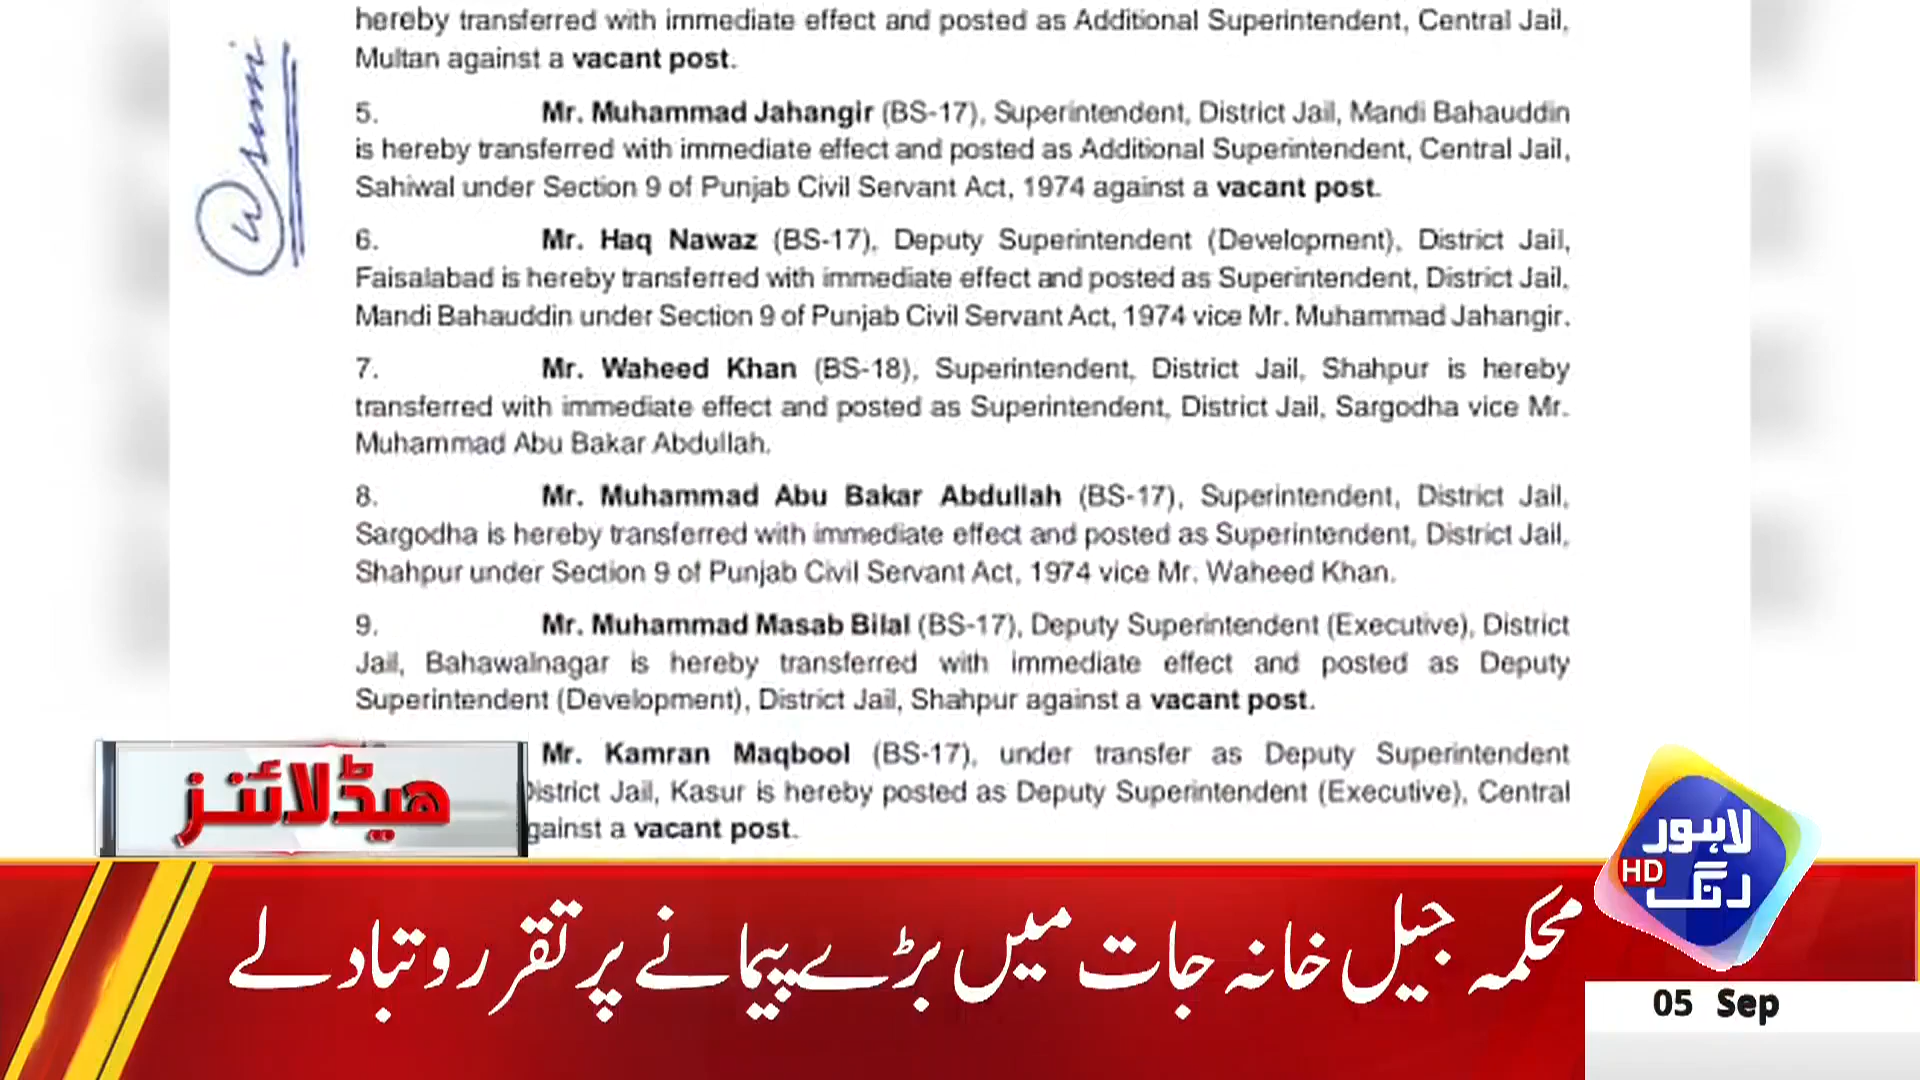 hereby transferred with immediate effect and posted as Additional Superintendent, Central Jail,
Multan against a vacant post.
5. Mr. Muhammad Jahangir (BS-17), Superintendent, District Jail, Mandi Bahauddin
is hereby transferred with immediate effect and posted as Additional Superintendent, Central Jail,
Sahiwal under Section 9 of Punjab Civil Servant Act, 1974 against a vacant post.
6. Mr. Haq Nawaz (BS-17), Deputy Superintendent (Development), District Jail,
Faisalabad is hereby transferred with immediate effect and posted as Superintendent, District Jail,
Mandi Bahauddin under Section 9 of Punjab Civil Servant Act, 1974 vice Mr. Muhammad Jahangir.
7. Mr. Waheed Khan (BS-18), Superintendent, District Jail, Shahpur is hereby
transferred with immediate effect and posted as Superintendent, District Jail, Sargodha vice Mr.
Muhammad Abu Bakar Abdullah.
8. Mr. Muhammad Abu Bakar Abdullah (BS-17), Superintendent, District Jail,
Sargodha is hereby transferred with immediate effect and posted as Superintendent, District Jail,
Shahpur under Section 9 of Punjab Civil Servant Act, 1974 vice Mr. Waheed Khan.
9. Mr. Muhammad Masab Bilal (BS-17), Deputy Superintendent (Executive), District
Jail, Bahawalnagar is hereby transferred with immediate effect and posted as Deputy
Superintendent (Development), District Jail, Shahpur against a vacant post.
Mr. Kamran Maqbool (BS-17), under transfer as Deputy Superintendent
District Jail, Kasur is hereby posted as Deputy Superintendent (Executive), Central
gainst a vacant post.
ہیڈلائنز
لاہور
رنگ
HD
محکمہ جیل خانہ جات میں بڑے پیمانے پر تقرر و تبادلے
05 Sep